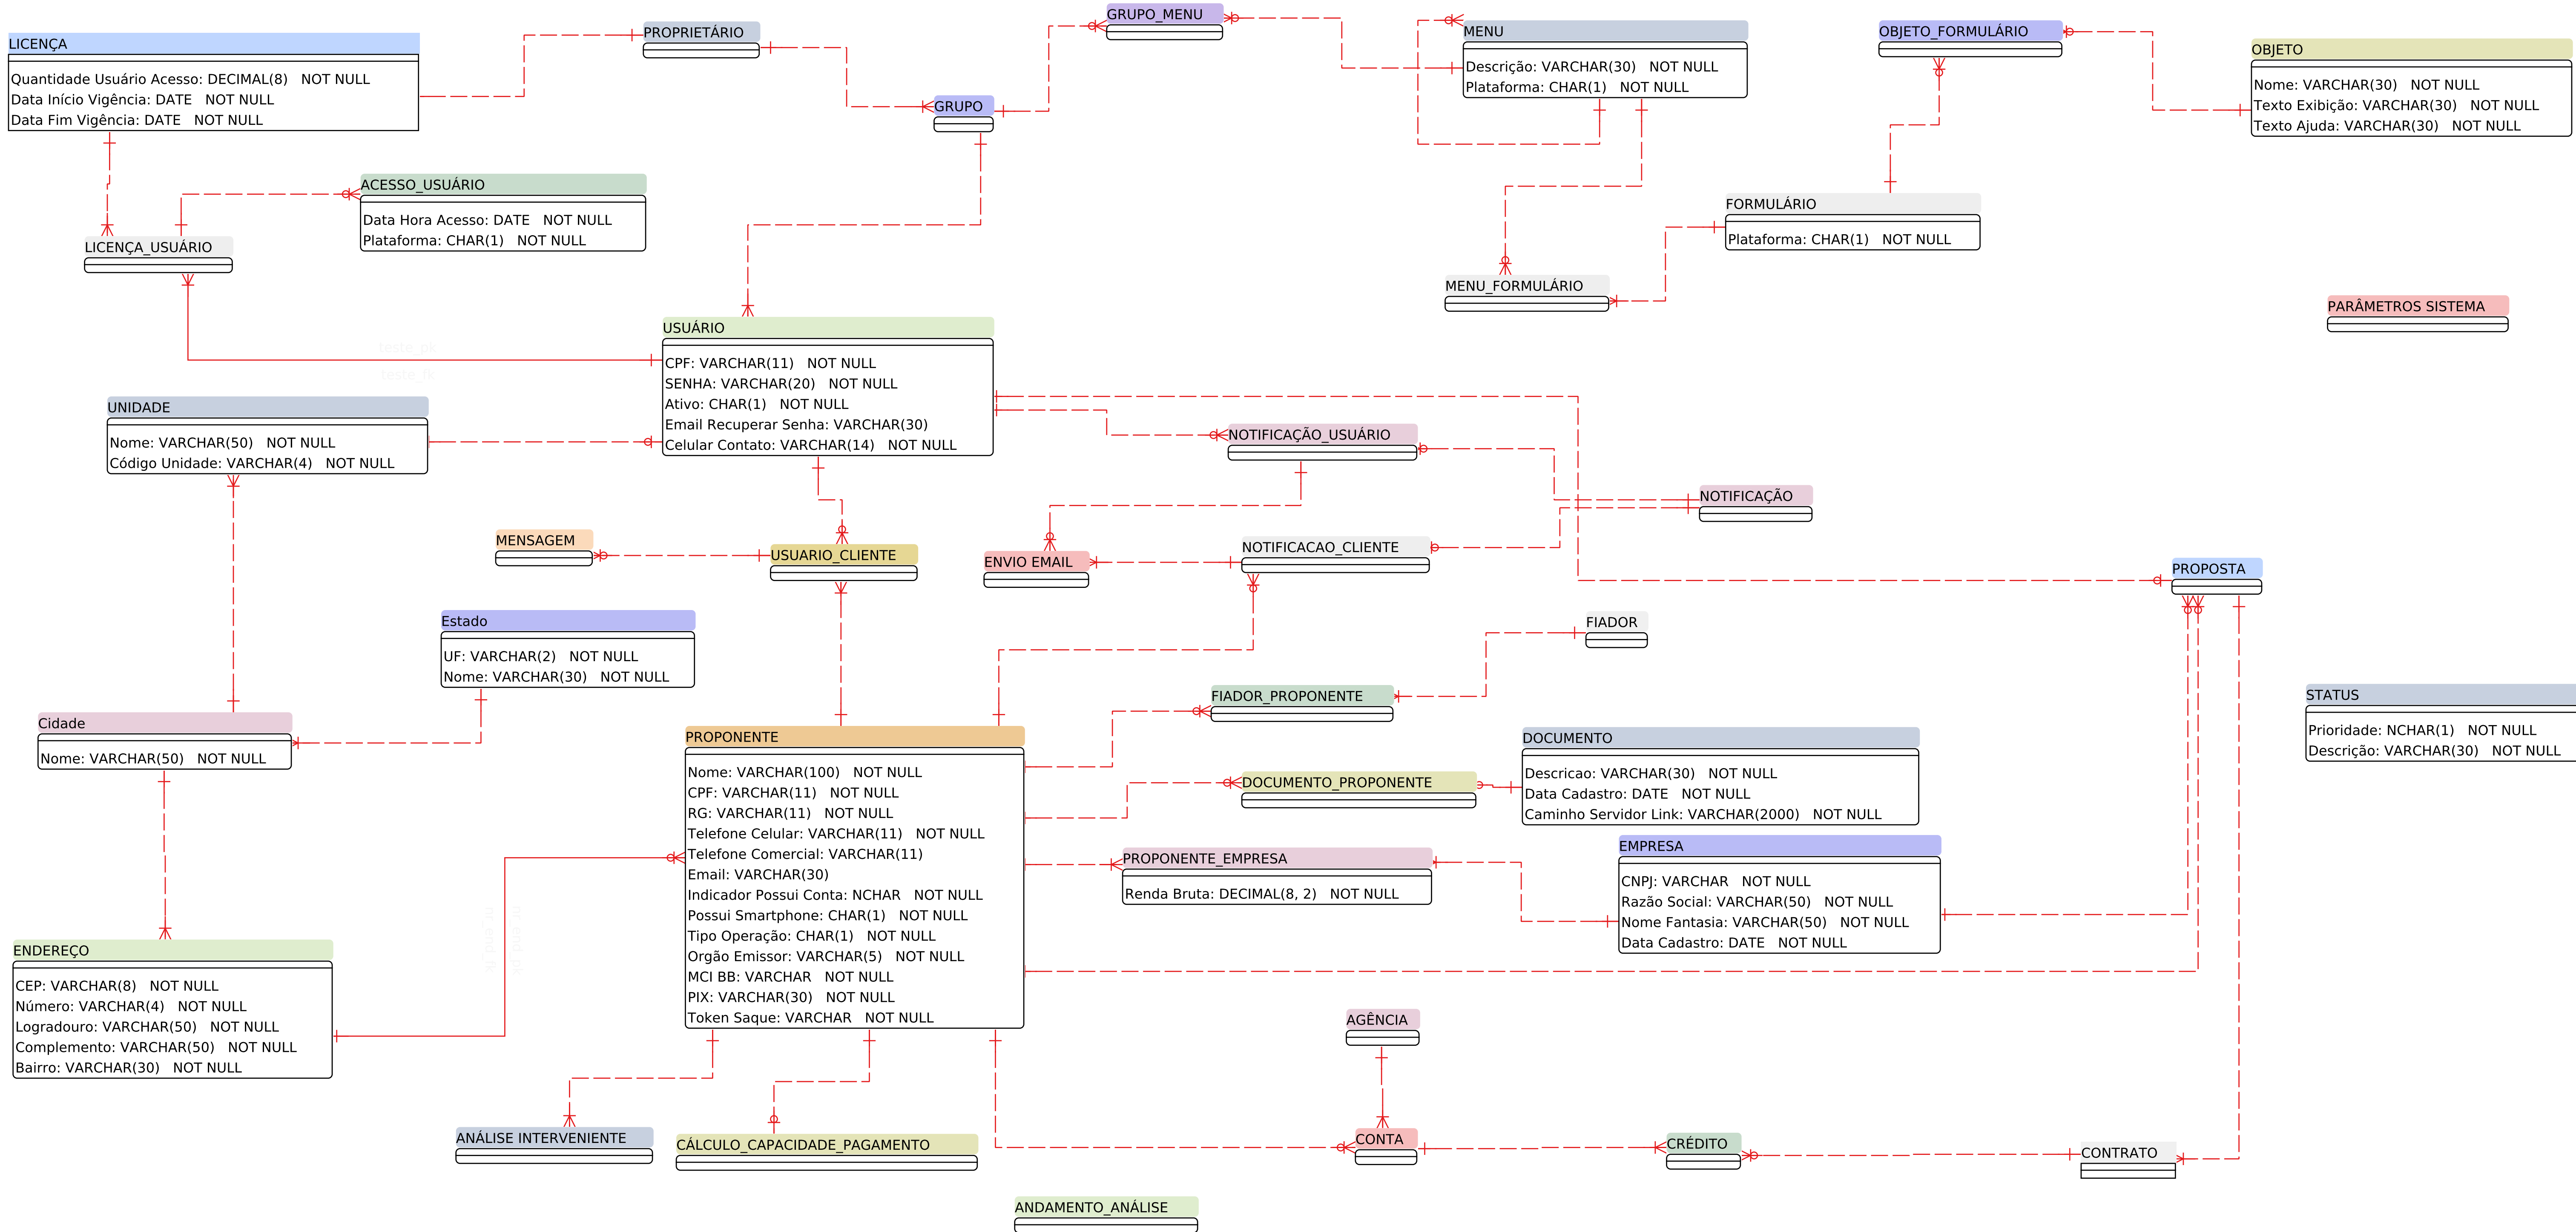 LICENÇA
Quantidade Usuário Acesso: DECIMAL(8) NOT NULL
Data Início Vigência: DATE NOT NULL
Data Fim Vigência: DATE NOT NULL
PROPRIETÁRIO
GRUPO_MENU
GRUPO
MENU
Descrição: VARCHAR(30) NOT NULL
Plataforma: CHAR(1) NOT NULL
OBJETO_FORMULÁRIO
OBJETO
Nome: VARCHAR(30) NOT NULL
Texto Exibição: VARCHAR(30) NOT NULL
Texto Ajuda: VARCHAR(30) NOT NULL
ACESSO_USUÁRIO
Data Hora Acesso: DATE NOT NULL
Plataforma: CHAR(1) NOT NULL
LICENÇA_USUÁRIO
FORMULÁRIO
Plataforma: CHAR(1) NOT NULL
MENU_FORMULÁRIO
PARÂMETROS SISTEMA
USUÁRIO
CPF: VARCHAR(11) NOT NULL
SENHA: VARCHAR(20) NOT NULL
Ativo: CHAR(1) NOT NULL
Email Recuperar Senha: VARCHAR(30)
Celular Contato: VARCHAR(14) NOT NULL
teste_pk
teste_fk
UNIDADE
Nome: VARCHAR(50) NOT NULL
Código Unidade: VARCHAR(4) NOT NULL
NOTIFICAÇÃO_USUÁRIO
NOTIFICAÇÃO
MENSAGEM
USUARIO_CLIENTE
ENVIO EMAIL
NOTIFICACAO_CLIENTE
PROPOSTA
Estado
UF: VARCHAR(2) NOT NULL
Nome: VARCHAR(30) NOT NULL
FIADOR
FIADOR_PROPONENTE
STATUS
Prioridade: NCHAR(1) NOT NULL
Descrição: VARCHAR(30) NOT NULL
Cidade
Nome: VARCHAR(50) NOT NULL
PROPONENTE
Nome: VARCHAR(100) NOT NULL
CPF: VARCHAR(11) NOT NULL
RG: VARCHAR(11) NOT NULL
Telefone Celular: VARCHAR(11) NOT NULL
Telefone Comercial: VARCHAR(11)
Email: VARCHAR(30)
Indicador Possui Conta: NCHAR NOT NULL
Possui Smartphone: CHAR(1) NOT NULL
Tipo Operação: CHAR(1) NOT NULL
Orgão Emissor: VARCHAR(5) NOT NULL
MCI BB: VARCHAR NOT NULL
PIX: VARCHAR(30) NOT NULL
Token Saque: VARCHAR NOT NULL
DOCUMENTO
Descricao: VARCHAR(30) NOT NULL
Data Cadastro: DATE NOT NULL
Caminho Servidor Link: VARCHAR(2000) NOT NULL
DOCUMENTO_PROPONENTE
PROPONENTE_EMPRESA
Renda Bruta: DECIMAL(8, 2) NOT NULL
EMPRESA
CNPJ: VARCHAR NOT NULL
Razão Social: VARCHAR(50) NOT NULL
Nome Fantasia: VARCHAR(50) NOT NULL
Data Cadastro: DATE NOT NULL
ENDEREÇO
CEP: VARCHAR(8) NOT NULL
Número: VARCHAR(4) NOT NULL
Logradouro: VARCHAR(50) NOT NULL
Complemento: VARCHAR(50) NOT NULL
Bairro: VARCHAR(30) NOT NULL
AGÊNCIA
ANÁLISE INTERVENIENTE
CÁLCULO_CAPACIDADE_PAGAMENTO
CONTA
CRÉDITO
CONTRATO
ANDAMENTO_ANÁLISE